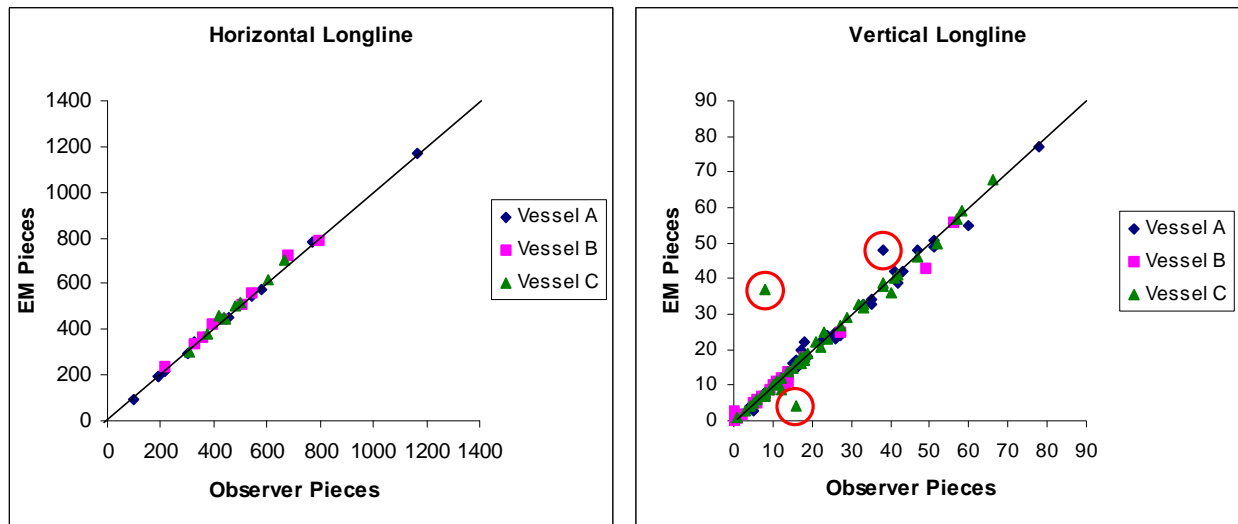 Horizontal Longline
EM Pieces
1400
1200
1000
800
600
400
200
0
0 200 400 600 800 1000 1200 1400
Observer Pieces
Vessel A
Vessel B
Vessel C
Vertical Longline
EM Pieces
90
80
70
60
50
40
30
20
10
0
0 10 20 30 40 50 60 70 80 90
Observer Pieces
Vessel A
Vessel B
Vessel C